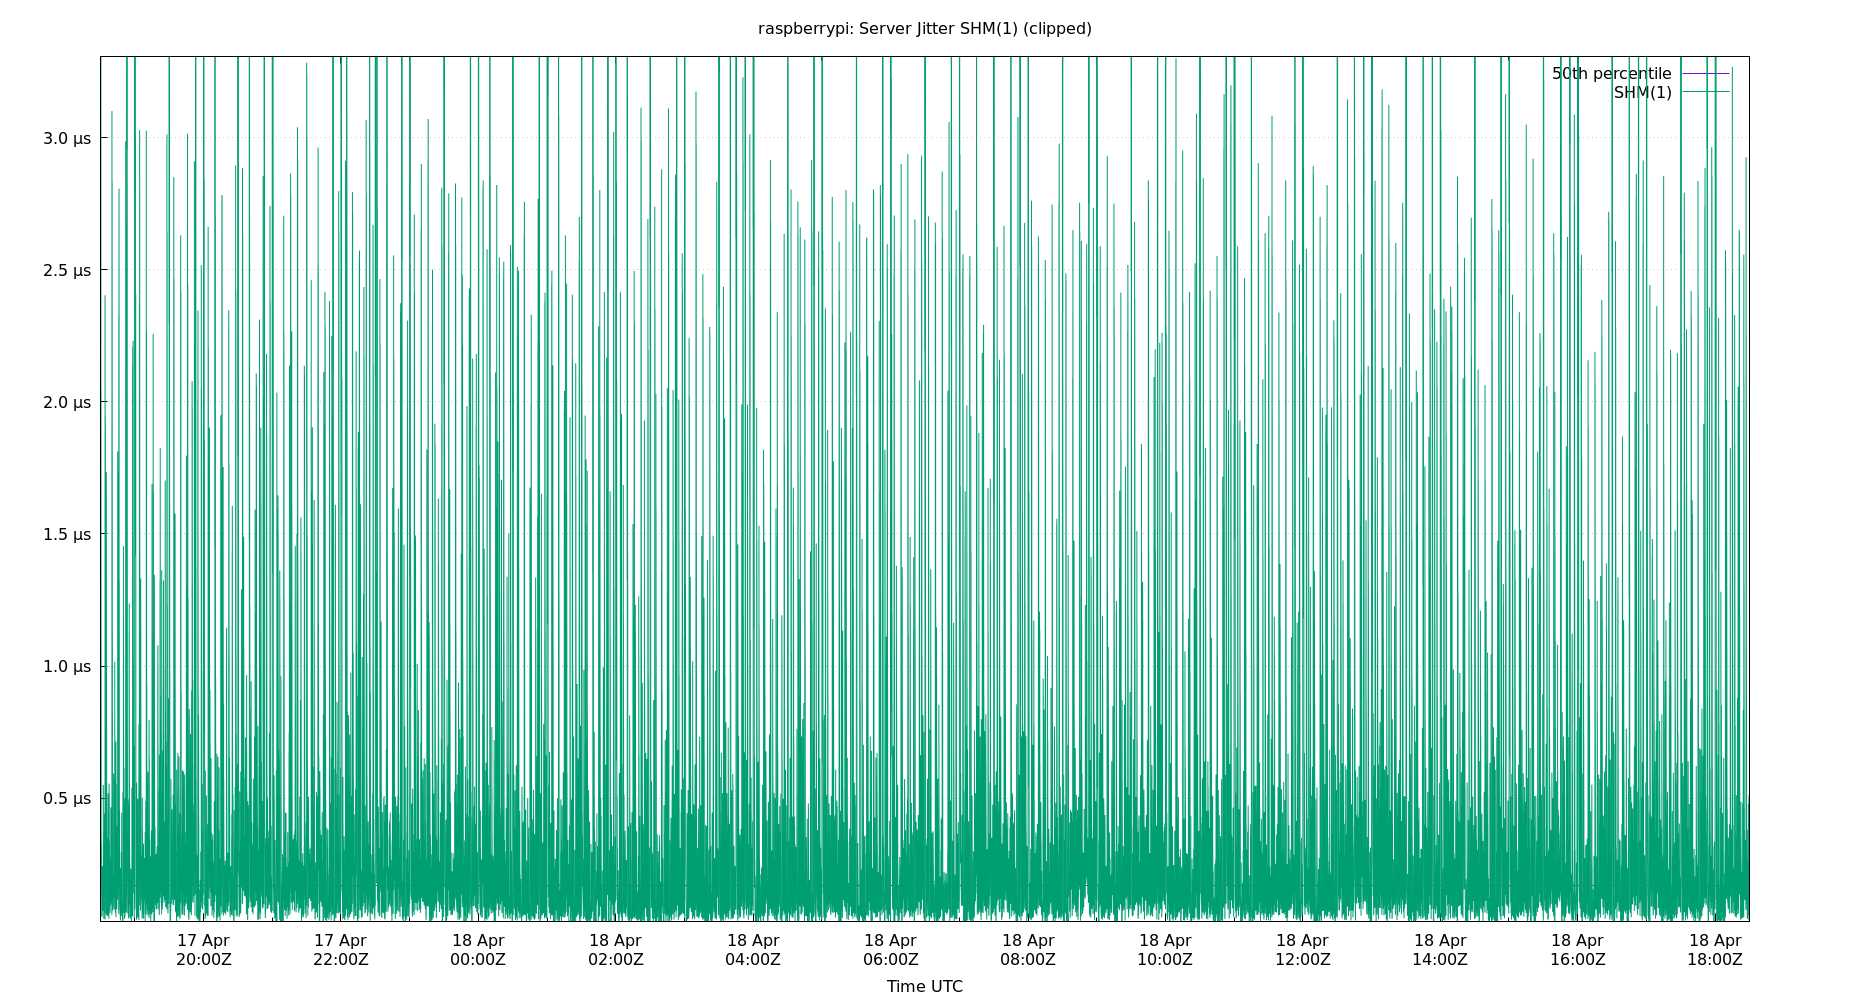 raspberrypi: Server Jitter SHM(1) (clipped)
50th percentile
SHM(1)
3.0 µs
2.5 µs
2.0 µs
1.5 µs
1.0 µs
0.5 µs
17 Apr 17 Apr 18 Apr 18 Apr 18 Apr 18 Apr 18 Apr 18 Apr 18 Apr 18 Apr 18 Apr 18 Apr
20:00Z 22:00Z 00:00Z 02:00Z 04:00Z 06:00Z 08:00Z 10:00Z 12:00Z 14:00Z 16:00Z 18:00Z
Time UTC